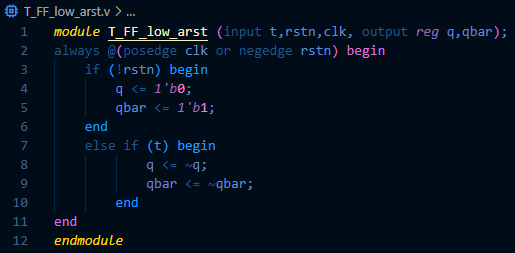 T_FF_low_arst.v > ...
1 module T_FF_low_arst (input t,rstn,clk, output reg q,qbar);
2 always @(posedge clk or negedge rstn) begin
3     if (!rstn) begin
4         q <= 1'b0;
5         qbar <= 1'b1;
6     end
7     else if (t) begin
8             q <= ~q;
9             qbar <= ~qbar;
10         end
11 end
12 endmodule